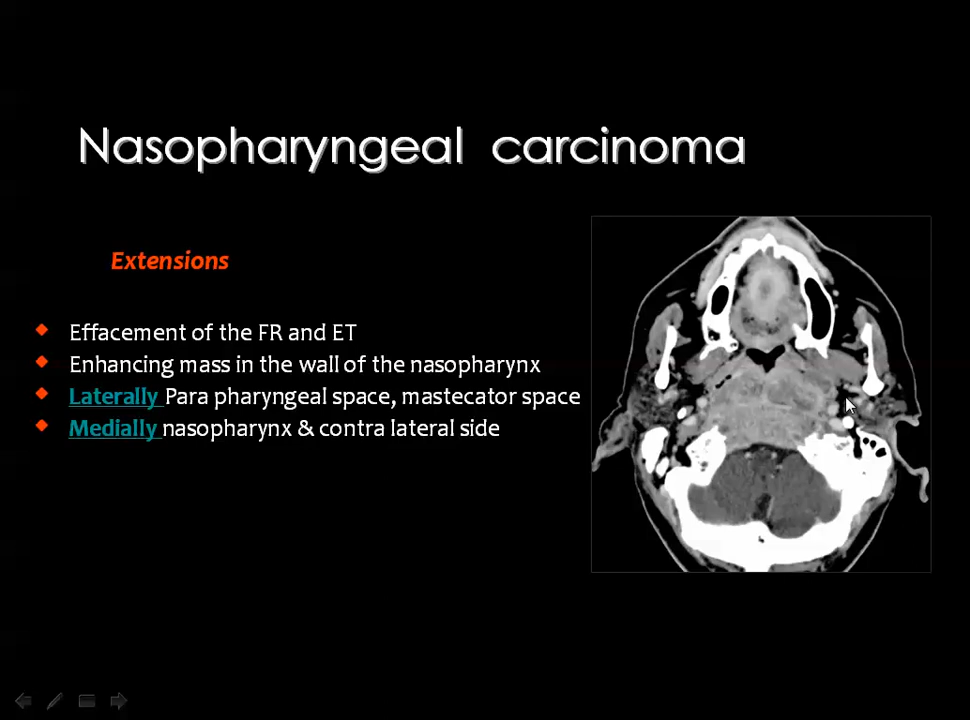 Nasopharyngeal carcinoma
Extensions
Effacement of the FR and ET
Enhancing mass in the wall of the nasopharynx
Laterally Para pharyngeal space, mastecator space
Medially nasopharynx & contra lateral side